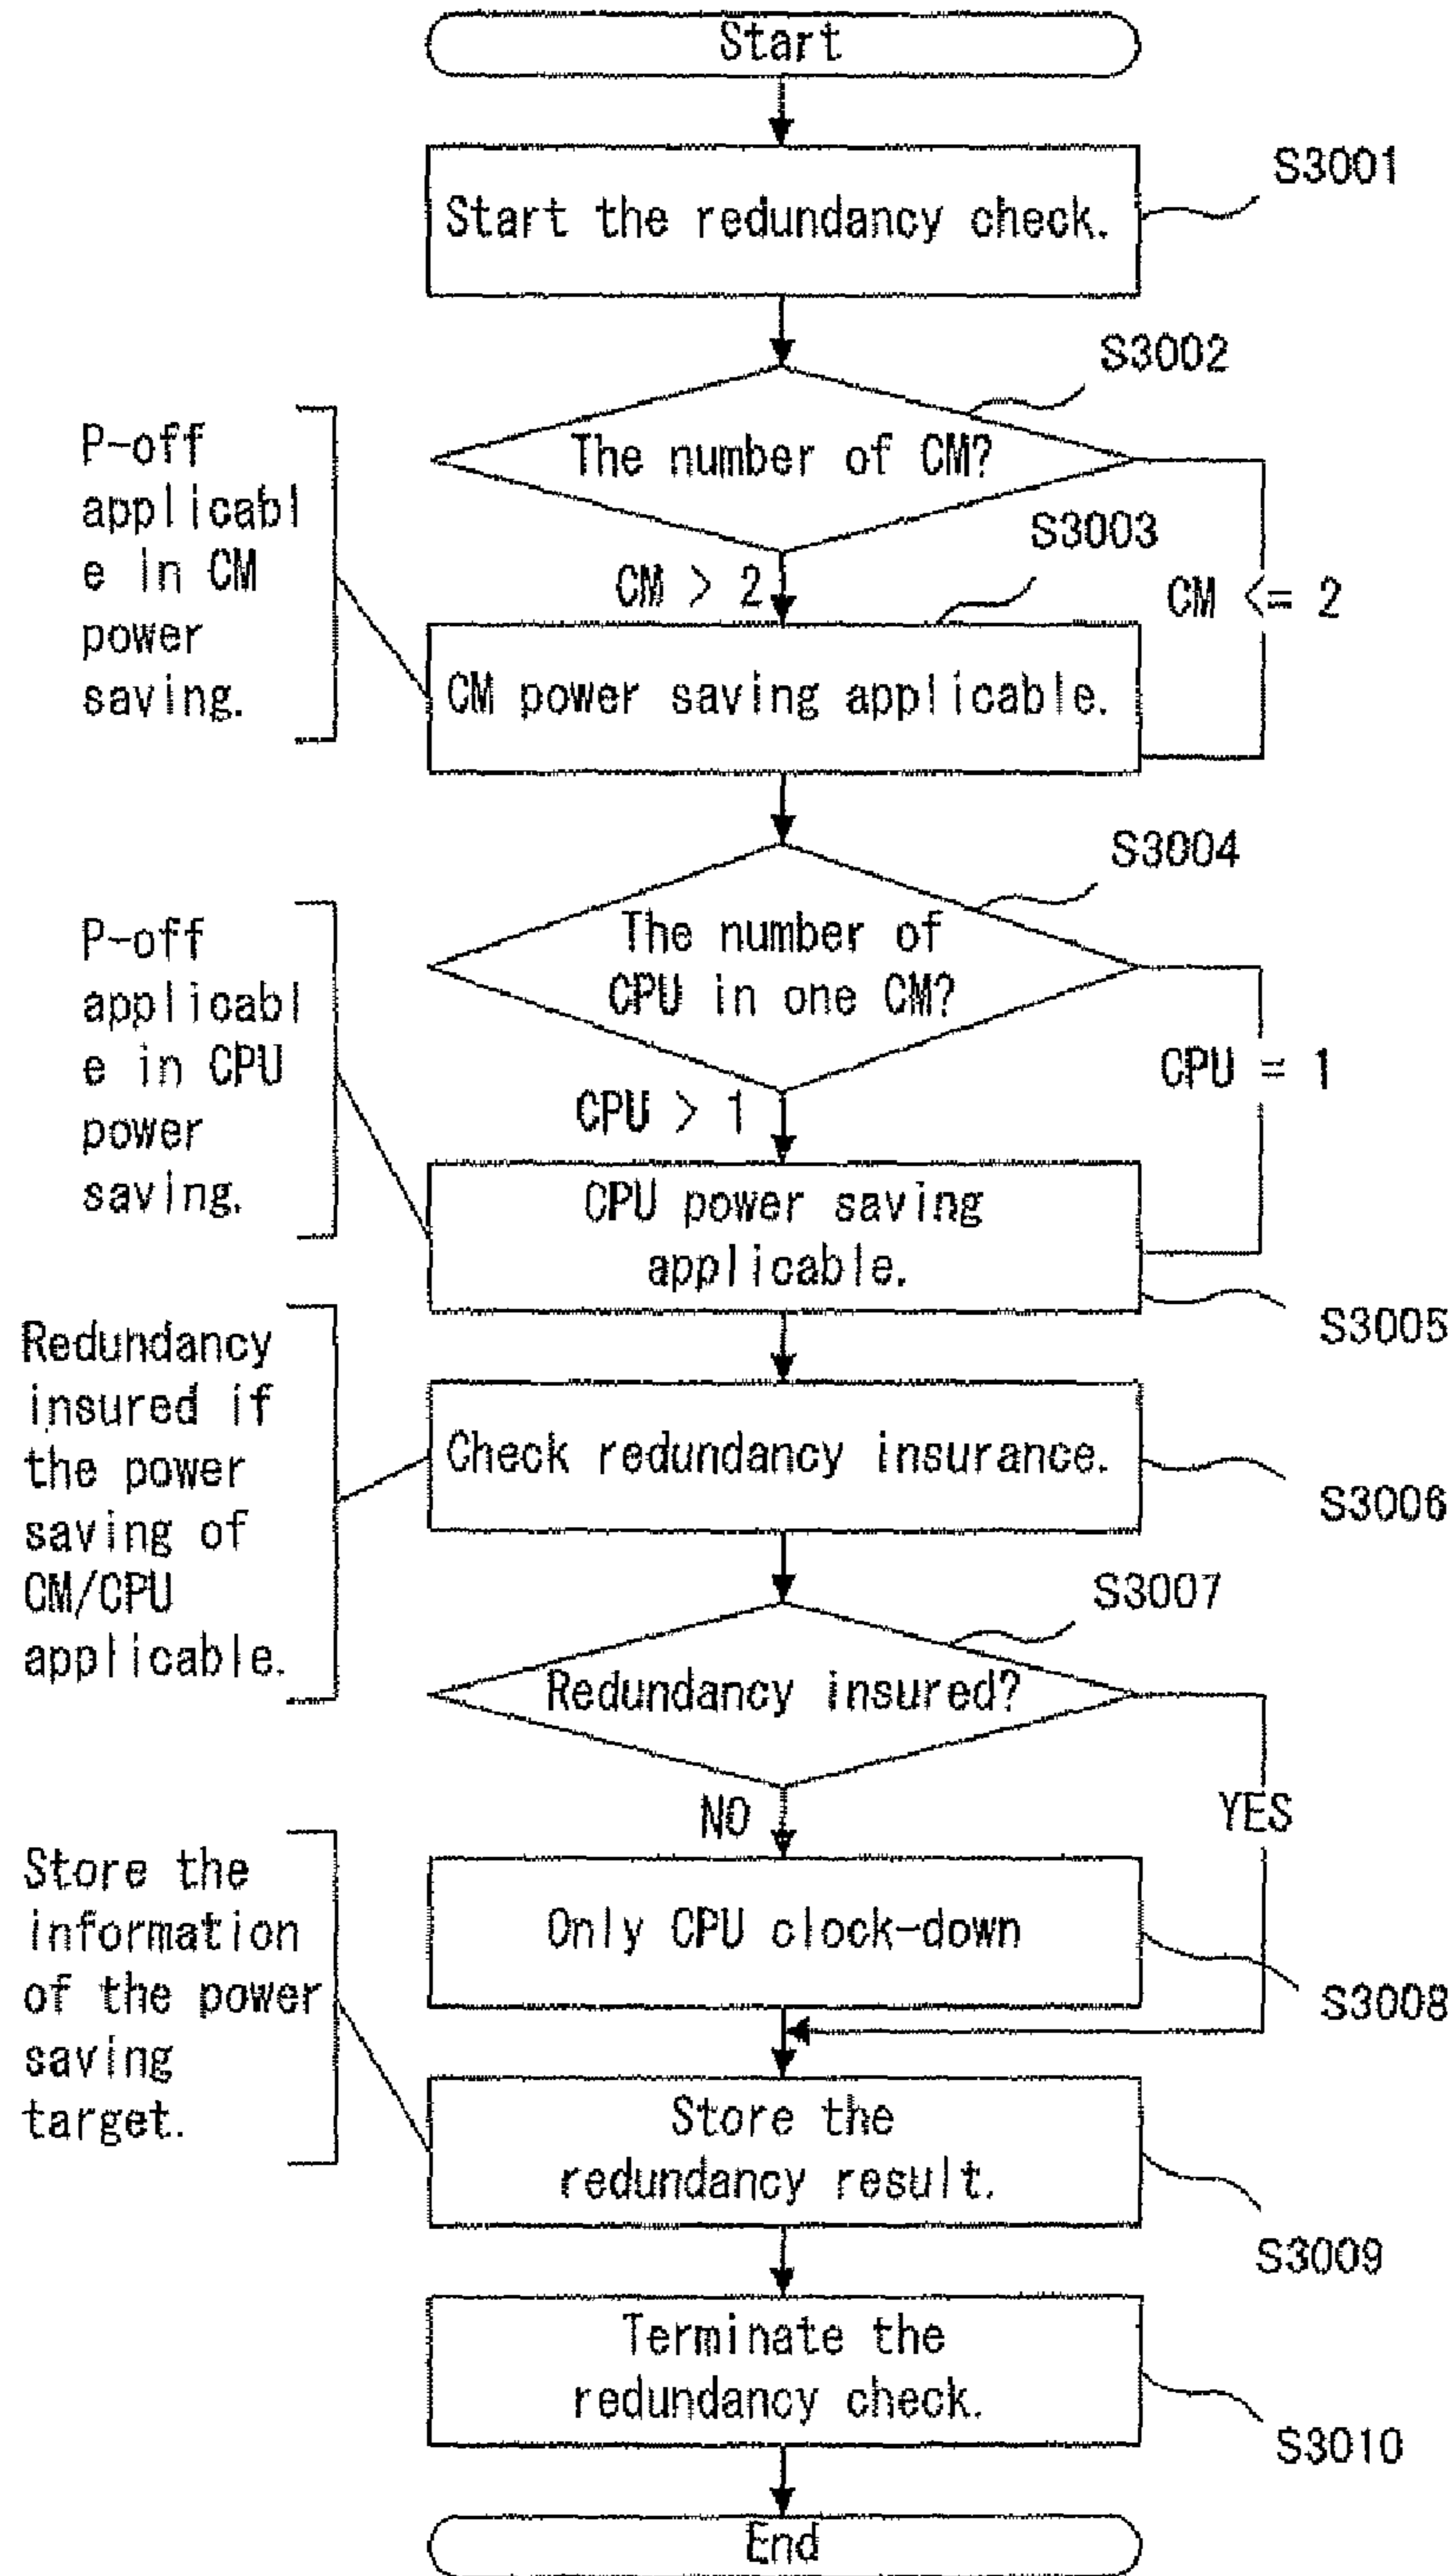 Start
Start the redundancy check.
S3001
S3002
The number of CM?
P-off
applicabl
e in CM
power
saving.
CM > 2
S3003
CM <= 2
CM power saving applicable.
S3004
The number of
CPU in one CM?
P-off
applicabl
e in CPU
power
saving.
CPU > 1
CPU = 1
CPU power saving
applicable.
S3005
Redundancy
insured if
the power
saving of
CM/CPU
applicable.
Check redundancy insurance.
S3006
S3007
Redundancy insured?
NO
YES
Only CPU clock-down
S3008
Store the
information
of the power
saving
target.
Store the
redundancy result.
S3009
Terminate the
redundancy check.
S3010
End